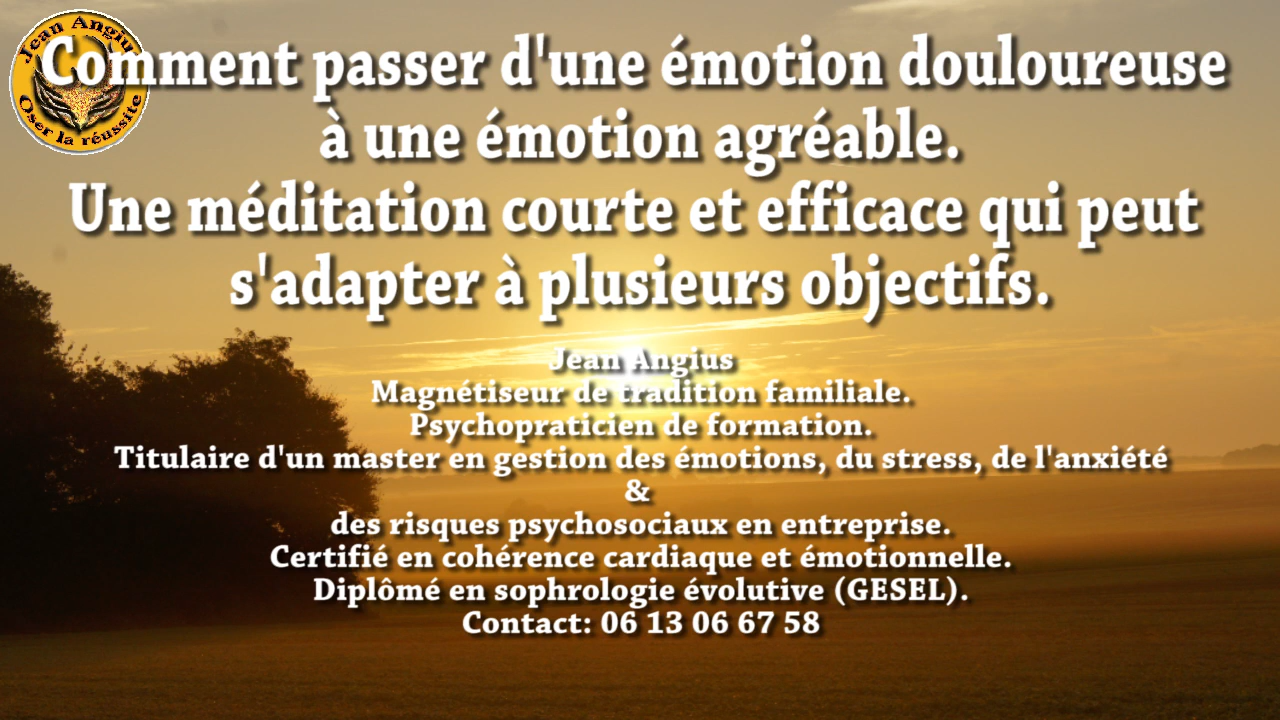 Jean Angius
Oser la réussite
Comment passer d'une émotion douloureuse
à une émotion agréable.
Une méditation courte et efficace qui peut
s'adapter à plusieurs objectifs.
Jean Angius
Magnétiseur de tradition familiale.
Psychopraticien de formation.
Titulaire d'un master en gestion des émotions, du stress, de l'anxiété
&
des risques psychosociaux en entreprise.
Certifié en cohérence cardiaque et émotionnelle.
Diplômé en sophrologie évolutive (GESEL).
Contact: 06 13 06 67 58